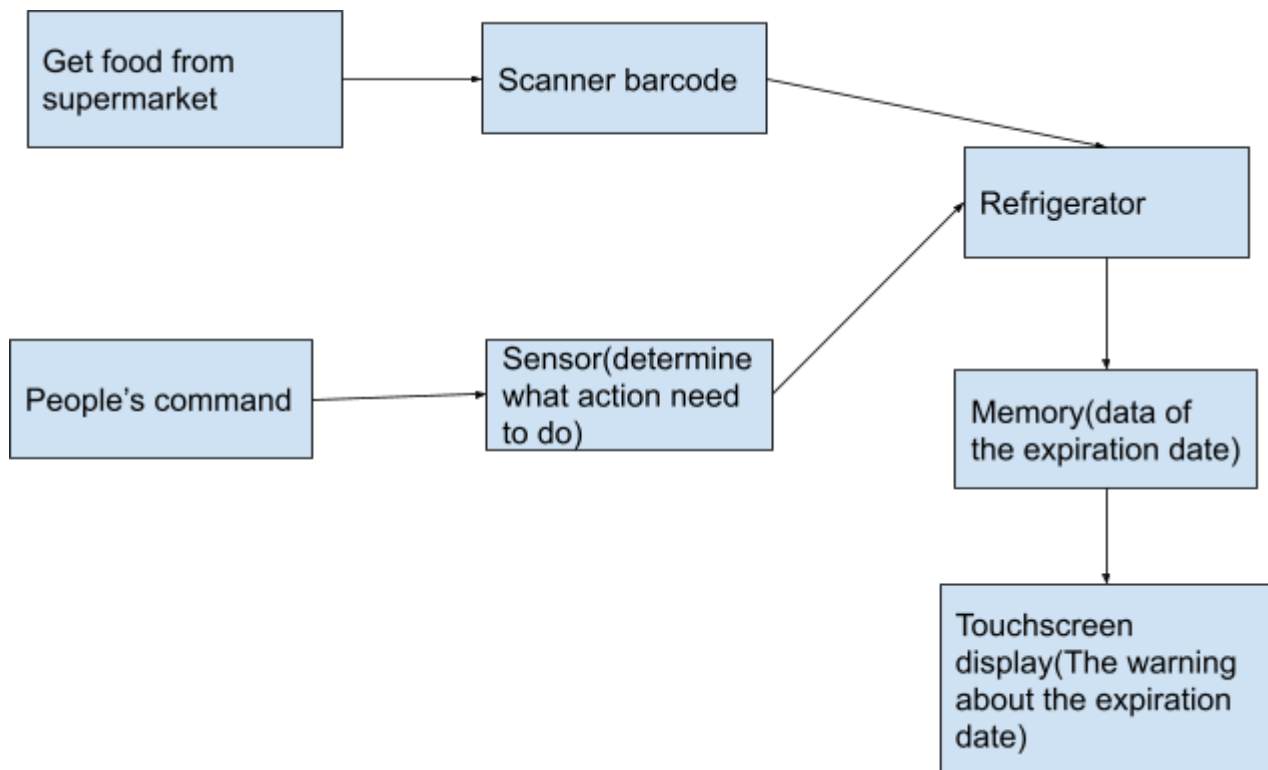 Get food from
supermarket
Scanner barcode
Refrigerator
People’s command
Sensor(determine
what action need
to do)
Memory(data of
the expiration date)
Touchscreen
display(The warning
about the expiration
date)